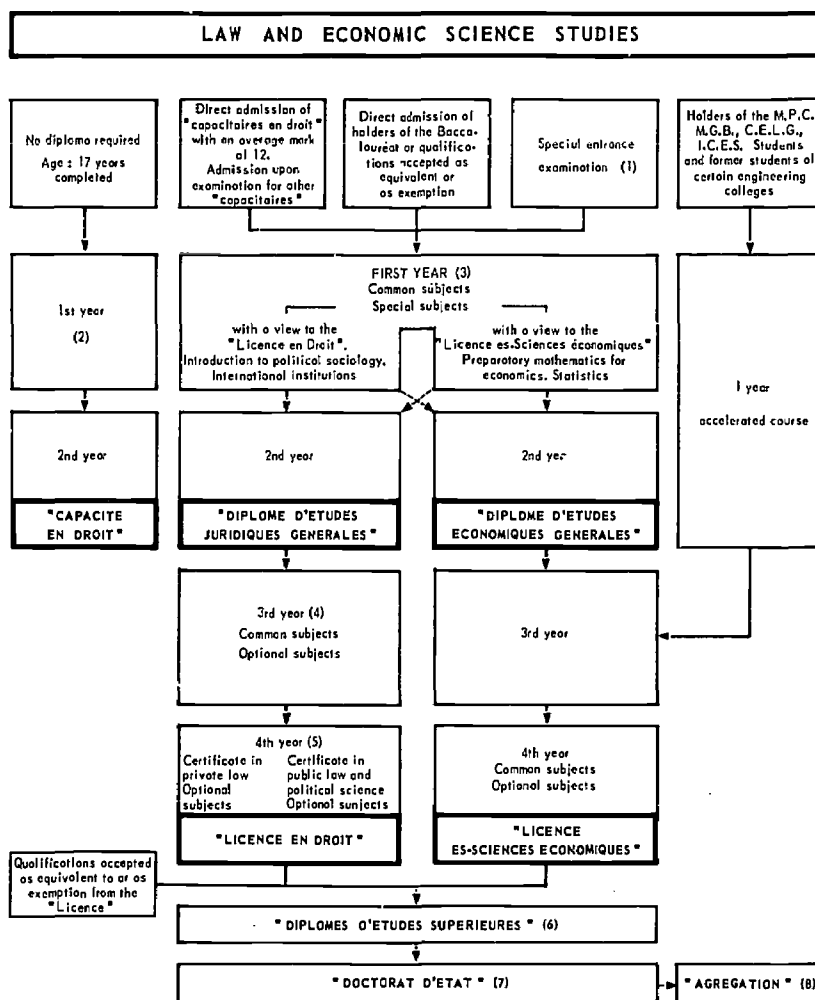 LAW AND ECONOMIC SCIENCE STUDIES
No diploma required
Age : 17 years
completed
Direct admission of
"capacitaires en droit"
with an average mark
of 12.
Admission upon
examination for other
"capacitaires"
Direct admission of
holders of the Bacca-
lauréat or qualifica-
tions accepted as
equivalent or
as exemption
Special entrance
examination (1)
Holders of the M.P.C.
M.G.B., C.E.L.G.,
I.C.E.S. Students
and former students of
certain engineering
colleges
1st year
(2)
FIRST YEAR (3)
Common subjects
Special subjects
with a view to the
"Licence en Droit".
Introduction to political sociology.
International institutions
with a view to the
"Licence es-Sciences économiques"
Preparatory mathematics for
economics. Statistics
1 year
accelerated course
2nd year
"CAPACITE
EN DROIT"
2nd year
"DIPLOME D'ETUDES
JURIDIQUES GENERALES"
2nd yea
"DIPLOME D'ETUDES
ECONOMIQUES GENERALES"
3rd year (4)
Common subjects
Optional subjects
3rd year
4th year (5)
Certificate in
private law
Optional
subjects
Certificate in
public law and
political science
Optional sunjects
"LICENCE EN DROIT"
4th year
Common subjects
Optional subjects
"LICENCE
ES-SCIENCES ECONOMIQUES"
Qualifications accepted
as equivalent to or as
exemption from the
"Licence"
"DIPLOMES D'ETUDES SUPERIEURES" (6)
"DOCTORAT D'ETAT" (7)
"AGREGATION" (8)